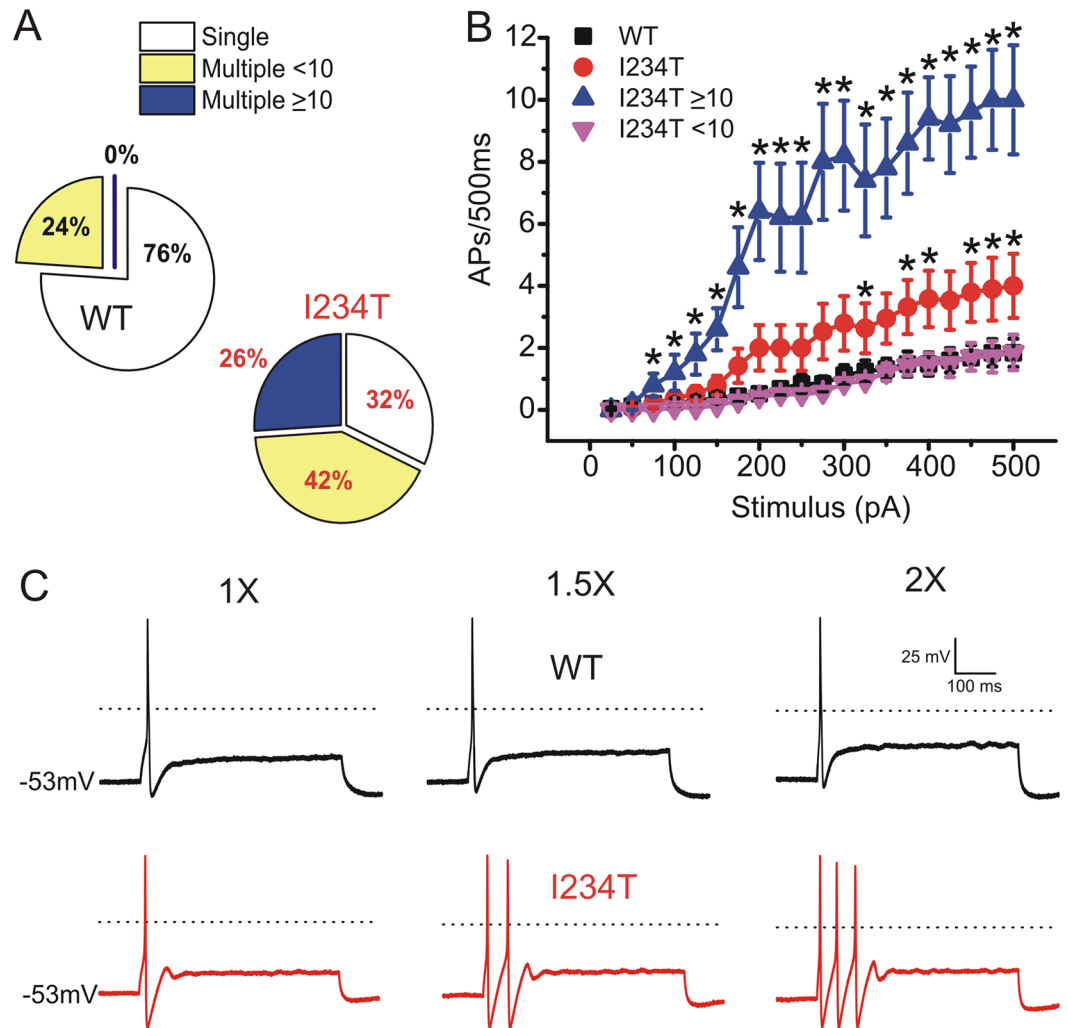 A
Single
Multiple <10
Multiple ≥10
0%
24%
76%
WT
I234T
26%
32%
42%
B
WT
I234T
I234T ≥10
I234T <10
APs/500ms
12
10
8
6
4
2
0
* * * * * * * * * * * * * * * * * *
* * * * * *
0 100 200 300 400 500
Stimulus (pA)
C
1X 1.5X 2X
WT
25 mV
100 ms
-53mV
I234T
-53mV